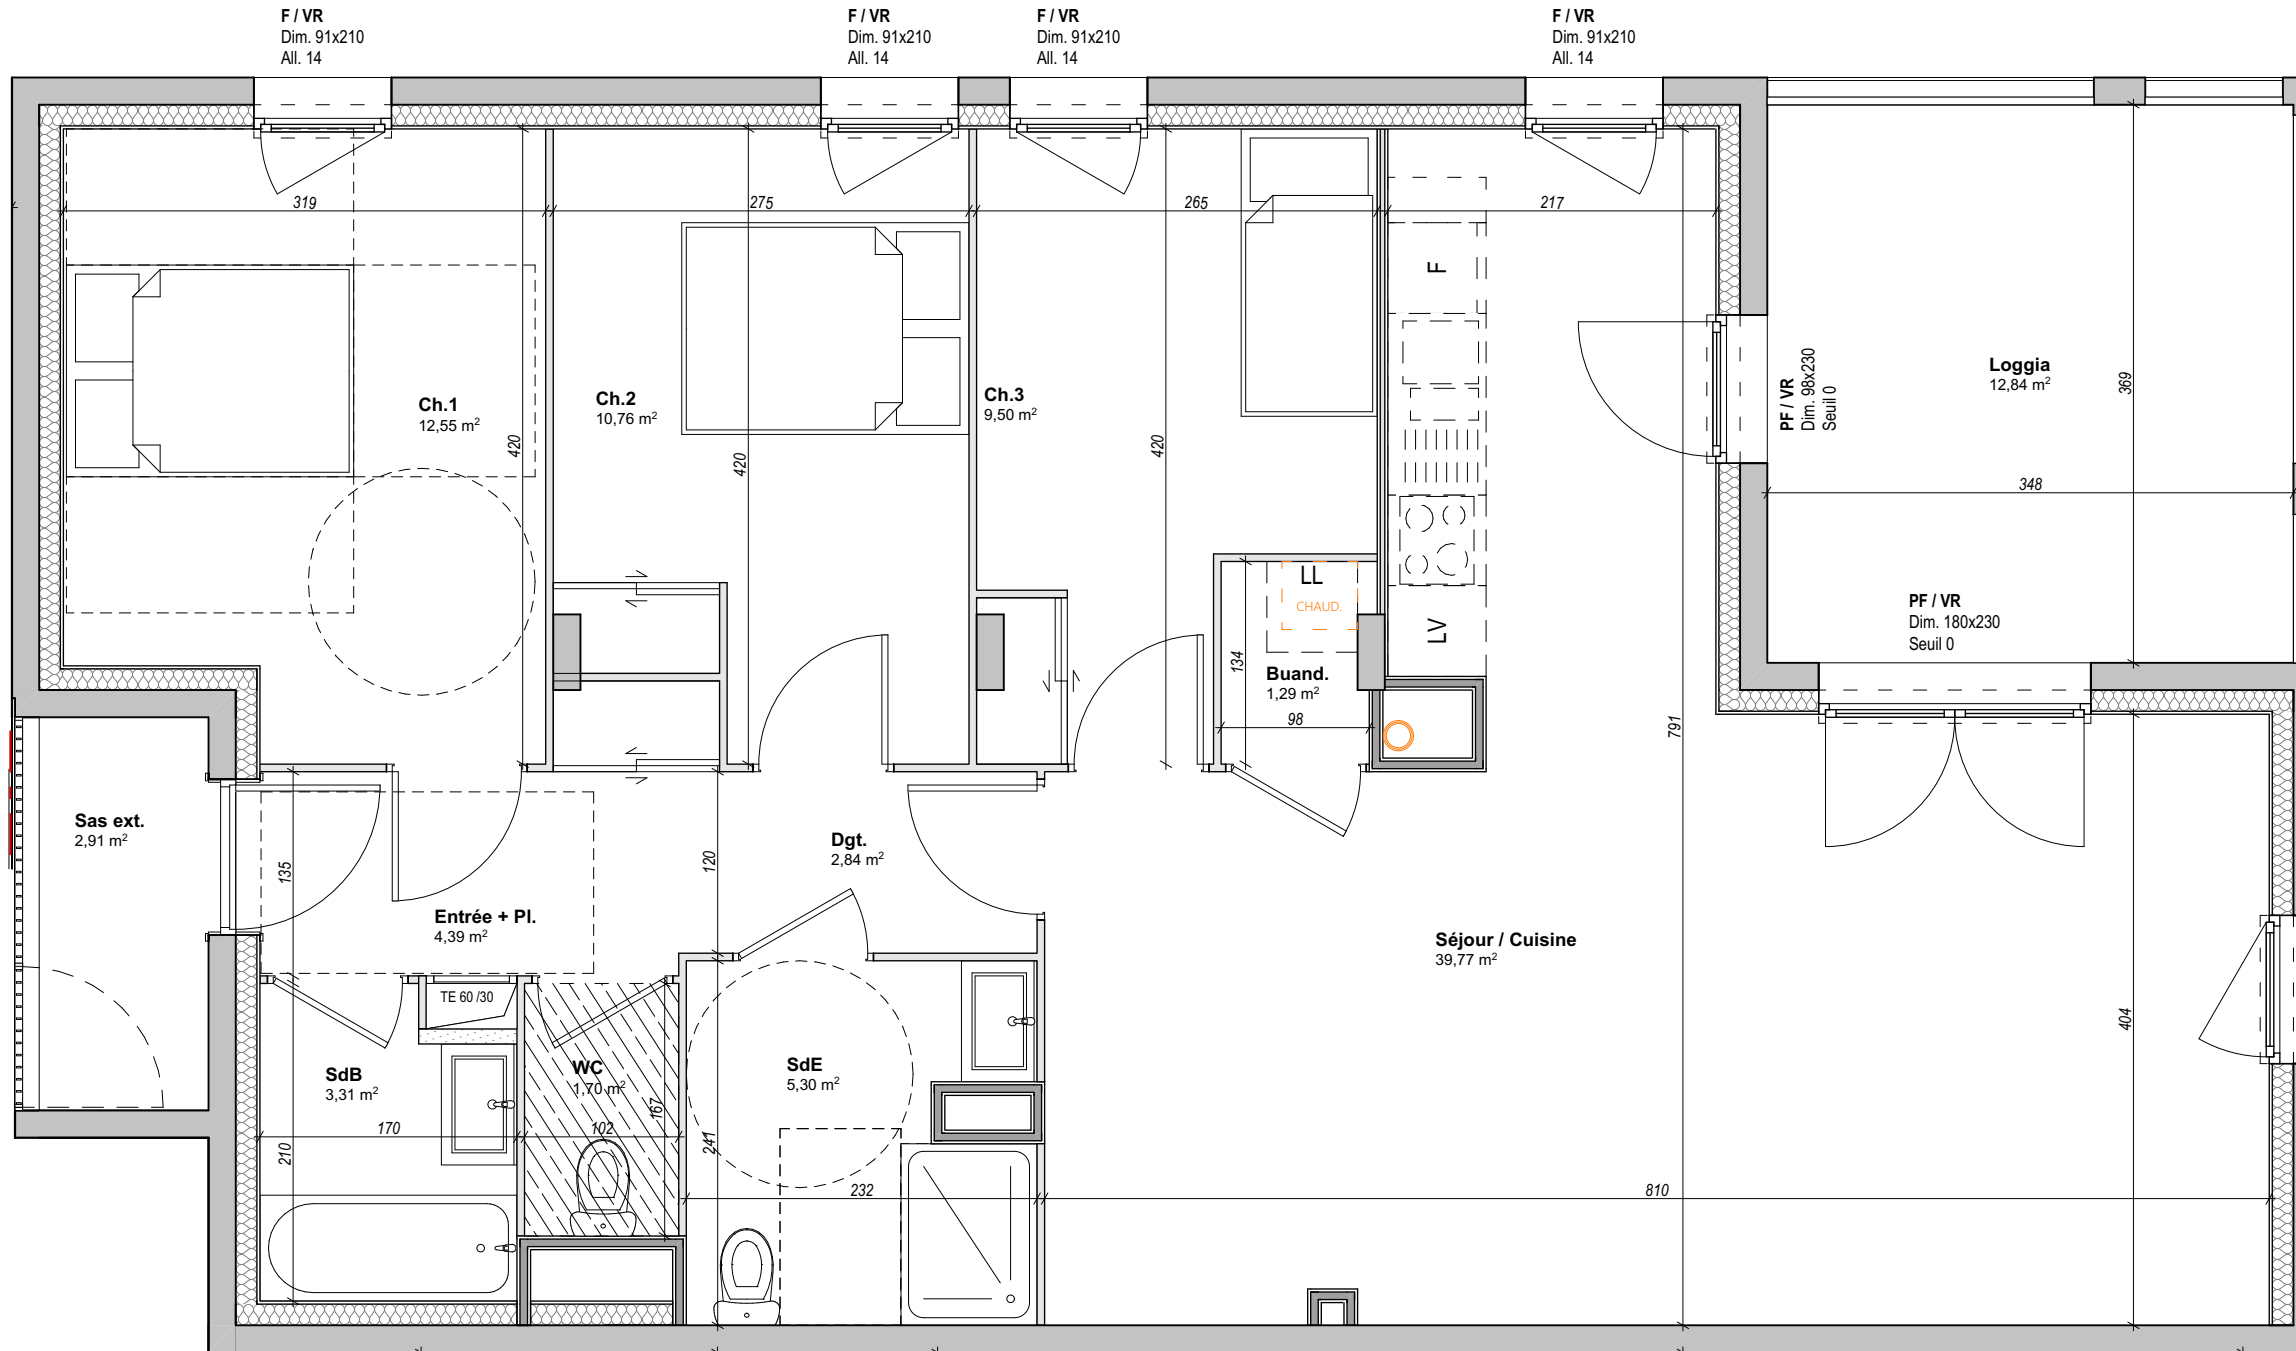 F / VR
Dim. 91x210
All. 14
F / VR
Dim. 91x210
All. 14
F / VR
Dim. 91x210
All. 14
F / VR
Dim. 91x210
All. 14
319
275
265
217
F
Loggia
12,84 m²
369
PF / VR
Dim. 98x230
Seuil 0
Ch.1
12,55 m²
Ch.2
10,76 m²
Ch.3
9,50 m²
420
420
420
348
LL
CHAUD.
LV
PF / VR
Dim. 180x230
Seuil 0
134
Buand.
1,29 m²
98
791
Sas ext.
2,91 m²
135
120
Dgt.
2,84 m²
Entrée + Pl.
4,39 m²
Séjour / Cuisine
39,77 m²
TE 60 /30
404
SdB
3,31 m²
WC
1,70 m²
SdE
5,30 m²
167
170
102
210
241
232
810